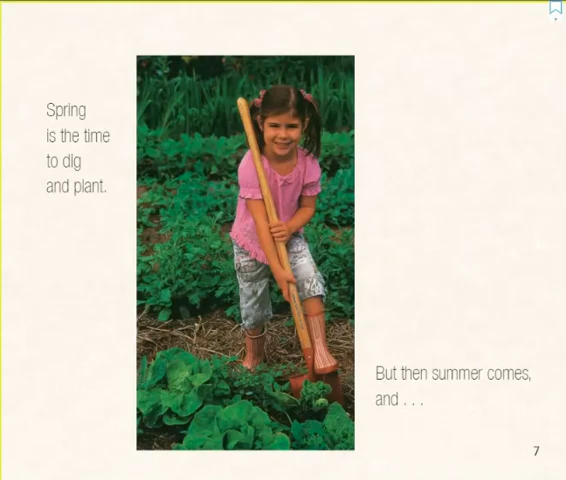 Spring
is the time
to dig
and plant.
But then summer comes,
and . . .
7